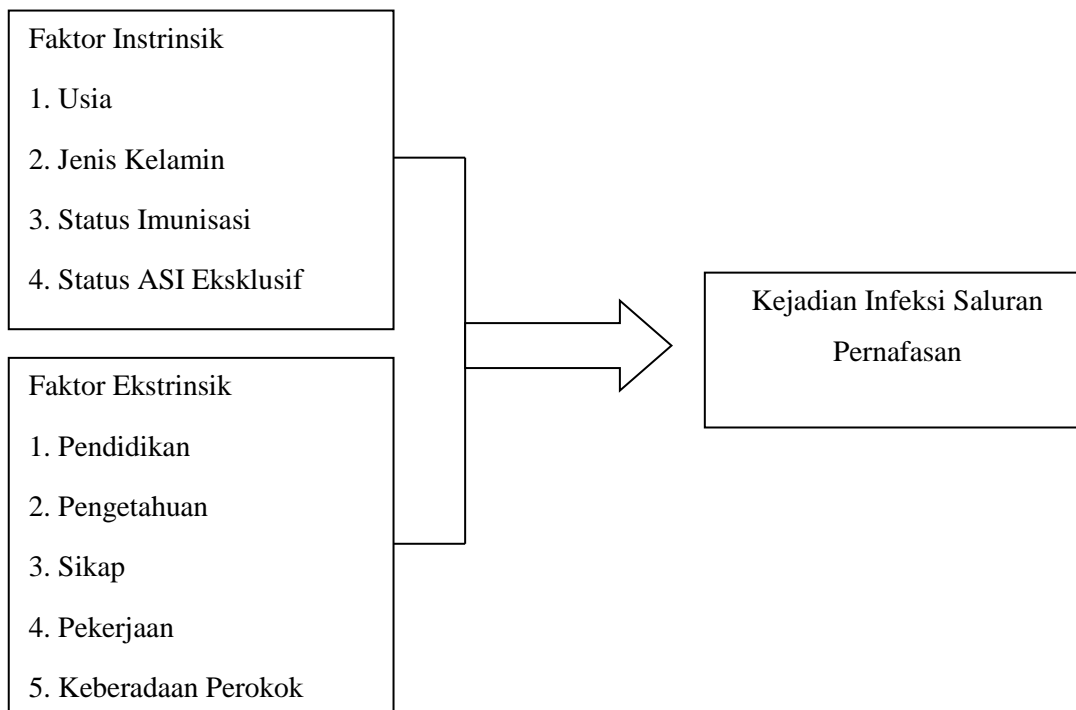 Faktor Instrinsik
1. Usia
2. Jenis Kelamin
3. Status Imunisasi
4. Status ASI Eksklusif
Faktor Ekstrinsik
1. Pendidikan
2. Pengetahuan
3. Sikap
4. Pekerjaan
5. Keberadaan Perokok
Kejadian Infeksi Saluran
Pernafasan